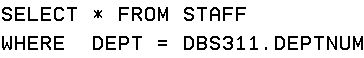 SELECT * FROM STAFF
WHERE  DEPT = DBS311.DEPTNUM